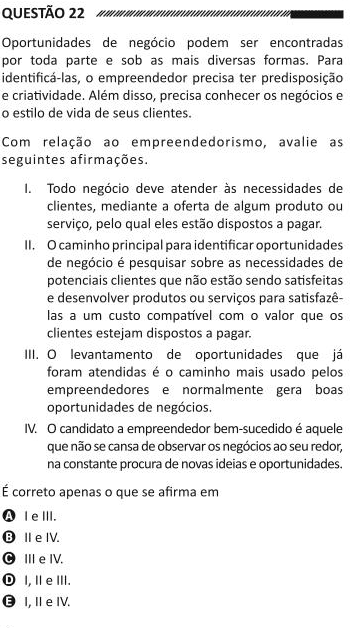 QUESTÃO 22
Oportunidades de negócio podem ser encontradas
por toda parte e sob as mais diversas formas. Para
identificá-las, o empreendedor precisa ter predisposição
e criatividade. Além disso, precisa conhecer os negócios e
o estilo de vida de seus clientes.
Com relação ao empreendedorismo, avalie as
seguintes afirmações.
I. Todo negócio deve atender às necessidades de
clientes, mediante a oferta de algum produto ou
serviço, pelo qual eles estão dispostos a pagar.
II. O caminho principal para identificar oportunidades
de negócio é pesquisar sobre as necessidades de
potenciais clientes que não estão sendo satisfeitas
e desenvolver produtos ou serviços para satisfazê-
las a um custo compatível com o valor que os
clientes estejam dispostos a pagar.
III. O levantamento de oportunidades que já
foram atendidas é o caminho mais usado pelos
empreendedores e normalmente gera boas
oportunidades de negócios.
IV. O candidato a empreendedor bem-sucedido é aquele
que não se cansa de observar os negócios ao seu redor,
na constante procura de novas ideias e oportunidades.
É correto apenas o que se afirma em
A I e III.
B II e IV.
C III e IV.
D I, II e III.
E I, II e IV.